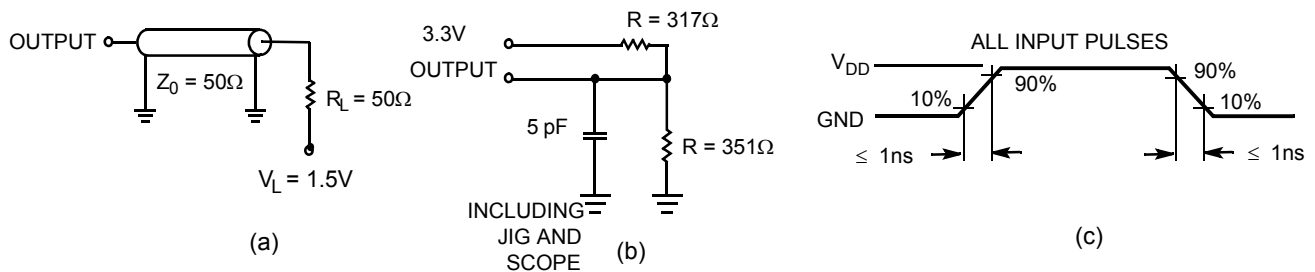 OUTPUT
Z0 = 50Ω
RL = 50Ω
VL = 1.5V
(a)
R = 317Ω
3.3V
OUTPUT
5 pF
R = 351Ω
INCLUDING
JIG AND
SCOPE
(b)
ALL INPUT PULSES
VDD
90%
90%
10%
10%
GND
≤ 1ns
≤ 1ns
(c)